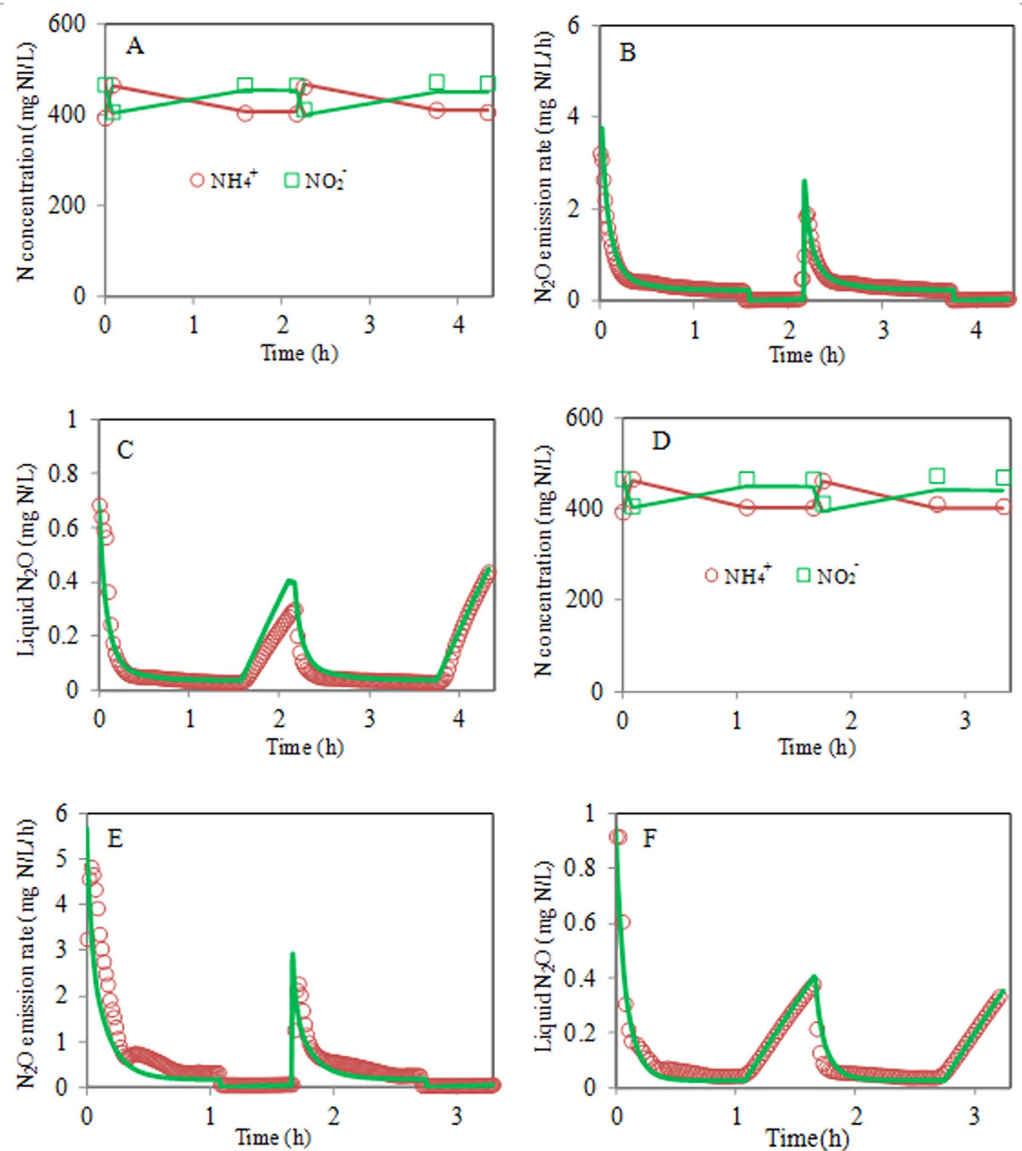 A
N concentration (mg N/L)
600
400
200
0
NH₄⁺ NO₂⁻
0 1 2 3 4
Time (h)
B
N₂O emission rate (mg N/L/h)
6
4
2
0
0 1 2 3 4
Time (h)
C
Liquid N₂O (mg N/L)
1
0.8
0.6
0.4
0.2
0
0 1 2 3 4
Time (h)
D
N concentration (mg N/L)
600
400
200
0
NH₄⁺ NO₂⁻
0 1 2 3
Time (h)
E
N₂O emission rate (mg N/L/h)
6
5
4
3
2
1
0
0 1 2 3
Time (h)
F
Liquid N₂O (mg N/L)
1
0.8
0.6
0.4
0.2
0
0 1 2 3
Time (h)